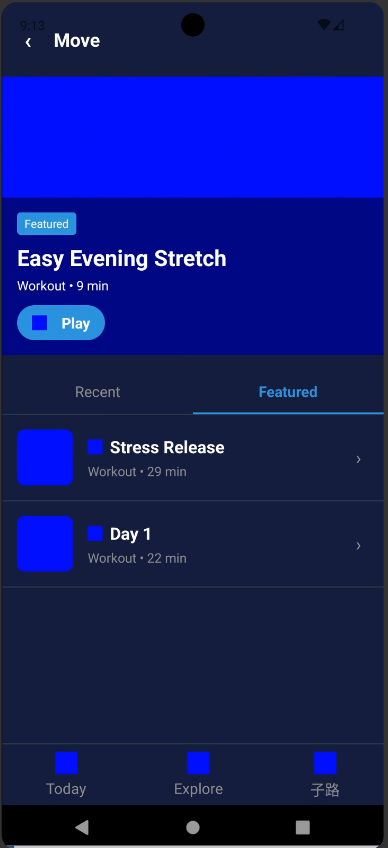 9:13
‹ Move
Featured
Easy Evening Stretch
Workout • 9 min
Play
Recent Featured
Stress Release
Workout • 29 min
›
Day 1
Workout • 22 min
›
Today Explore 子路